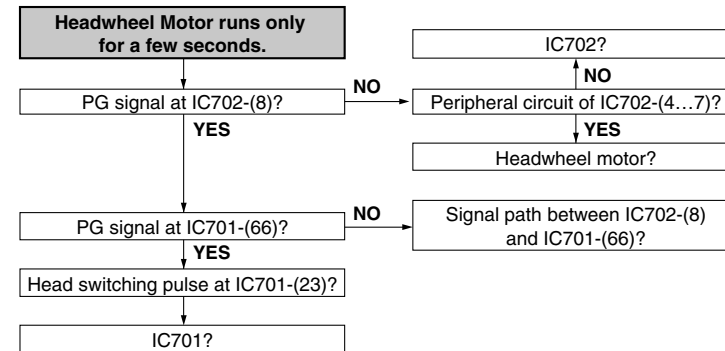 Headwheel Motor runs only
for a few seconds.
PG signal at IC702-(8)?
NO
YES
IC702?
NO
Peripheral circuit of IC702-(4…7)?
YES
Headwheel motor?
PG signal at IC701-(66)?
NO
YES
Signal path between IC702-(8)
and IC701-(66)?
Head switching pulse at IC701-(23)?
IC701?